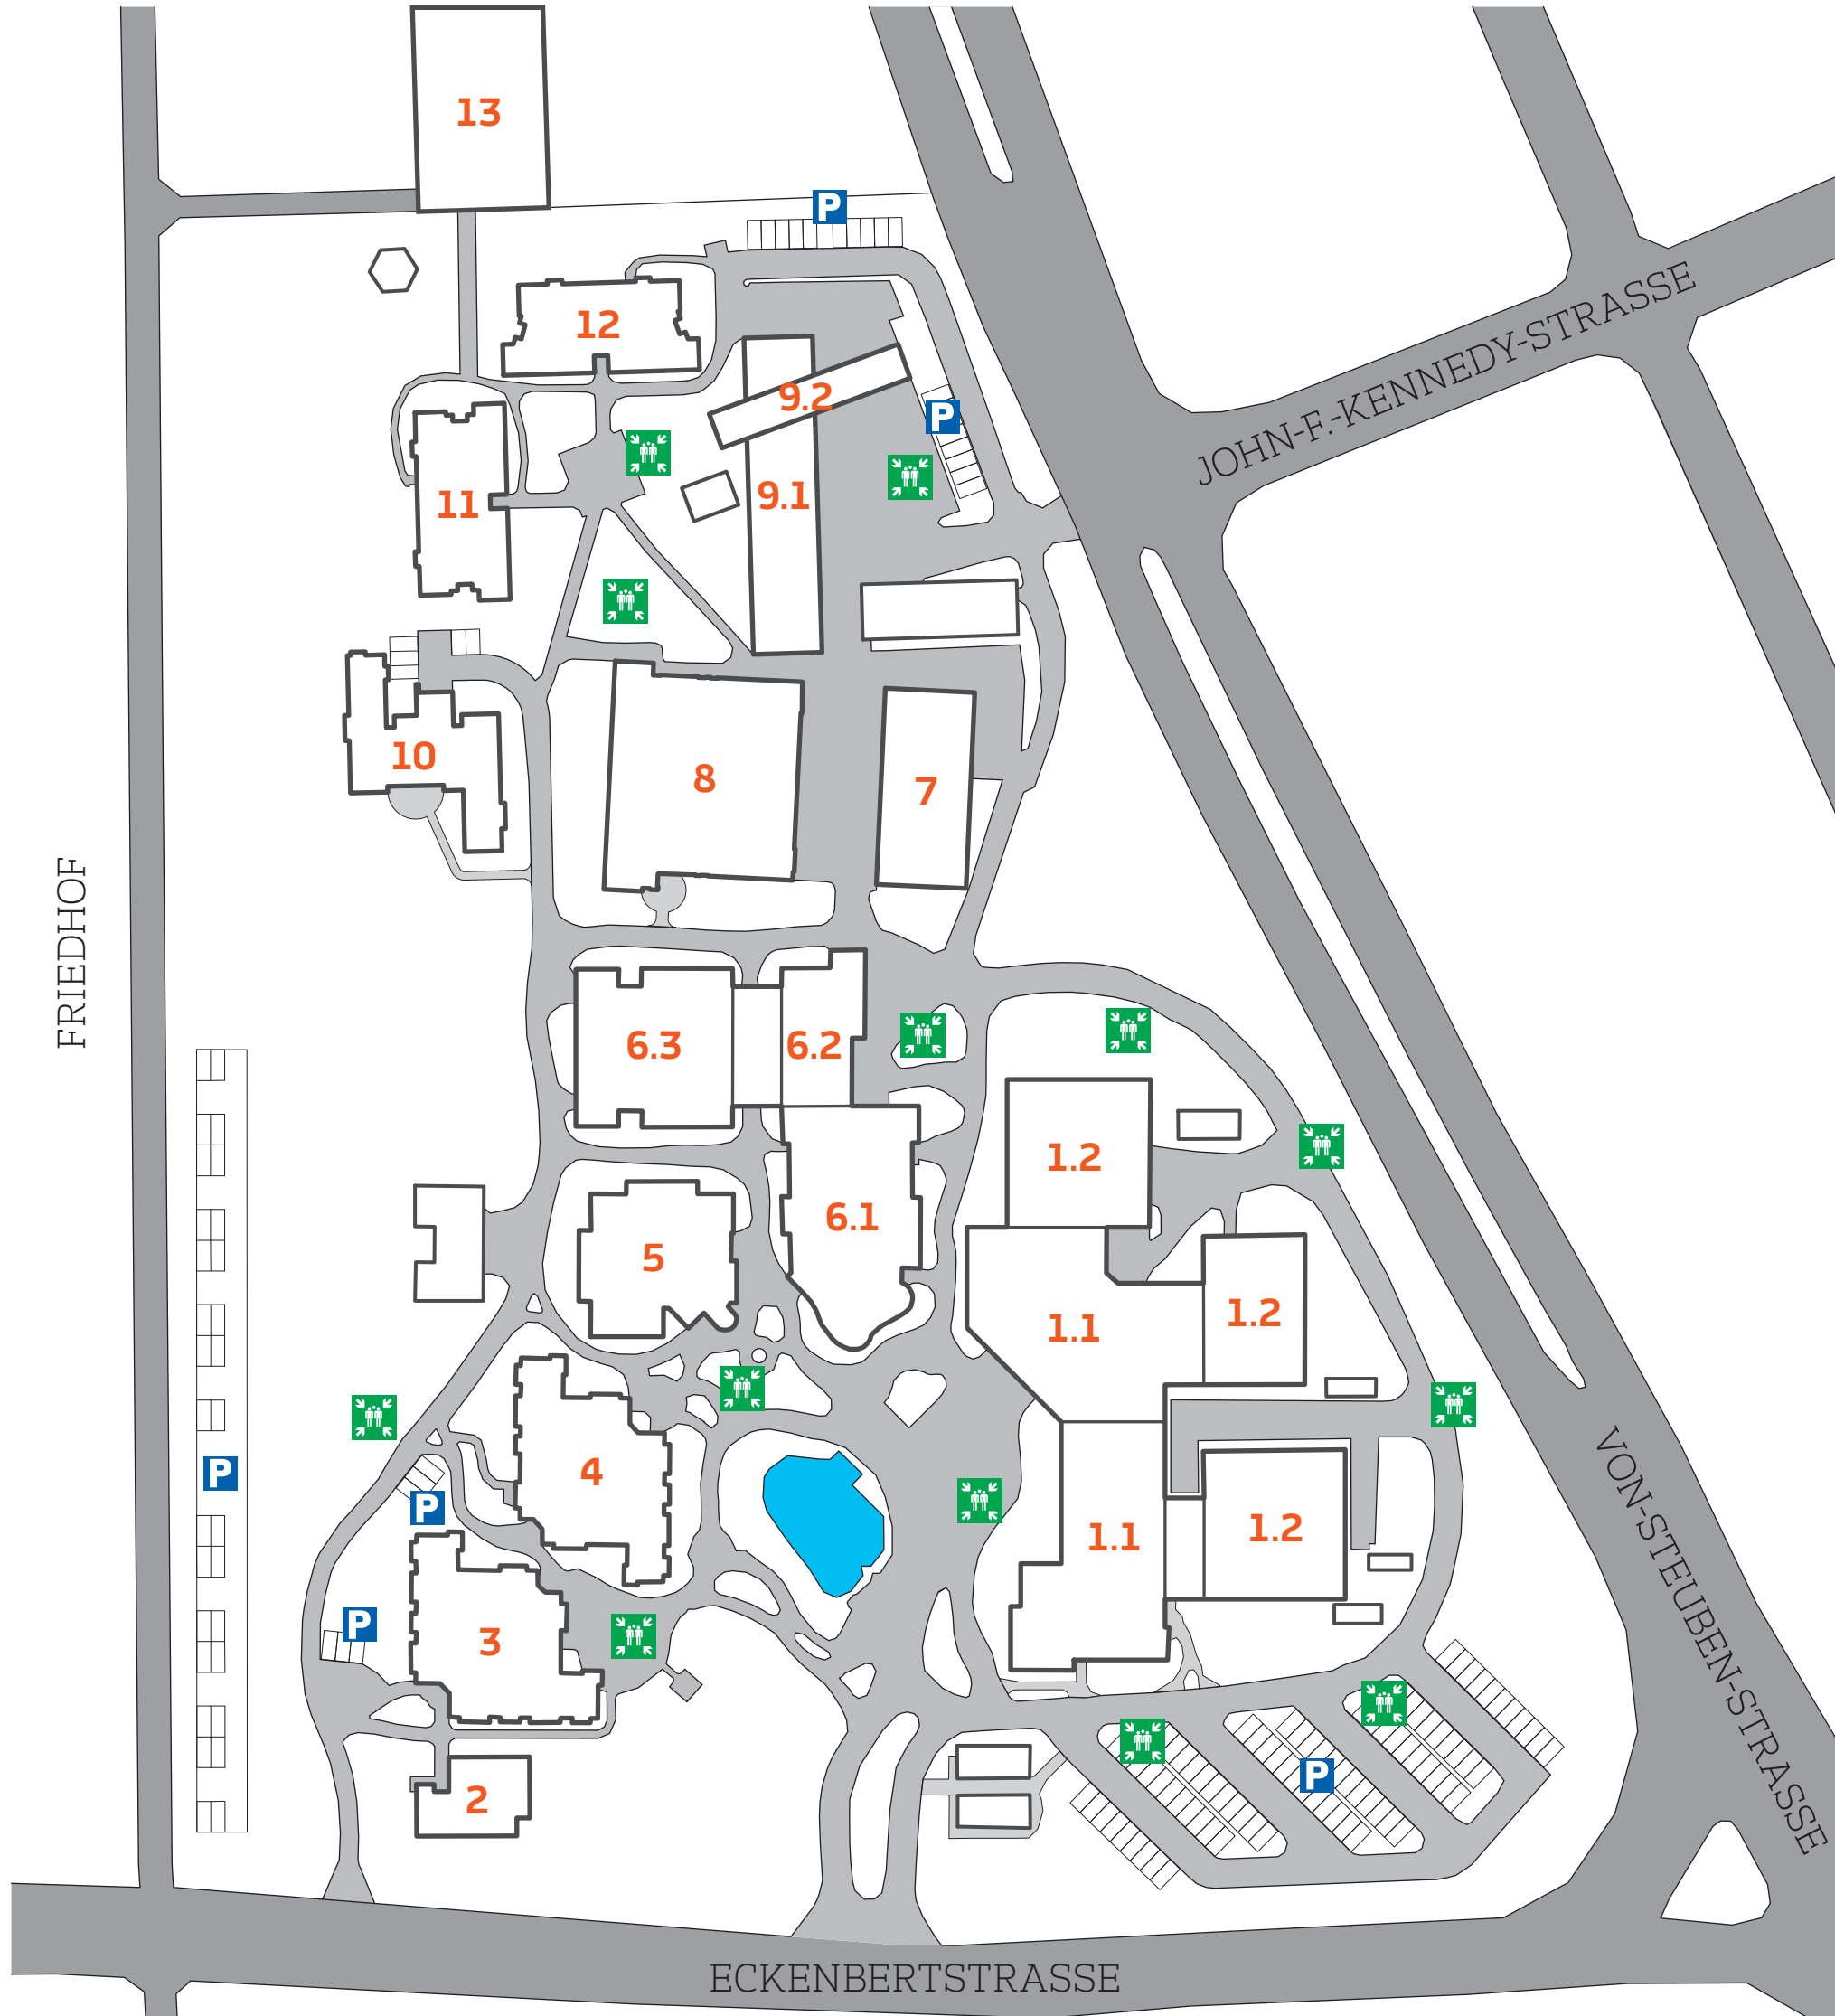 13
P
JOHN-F.-KENNEDY-STRASSE
12
9.2
P
11
9.1
10
8
7
FRIEDHOF
6.3
6.2
1.2
6.1
5
1.1
1.2
4
P
P
1.1
1.2
VON-STEUBEN-STRASSE
P
3
P
2
ECKENBERTSTRASSE